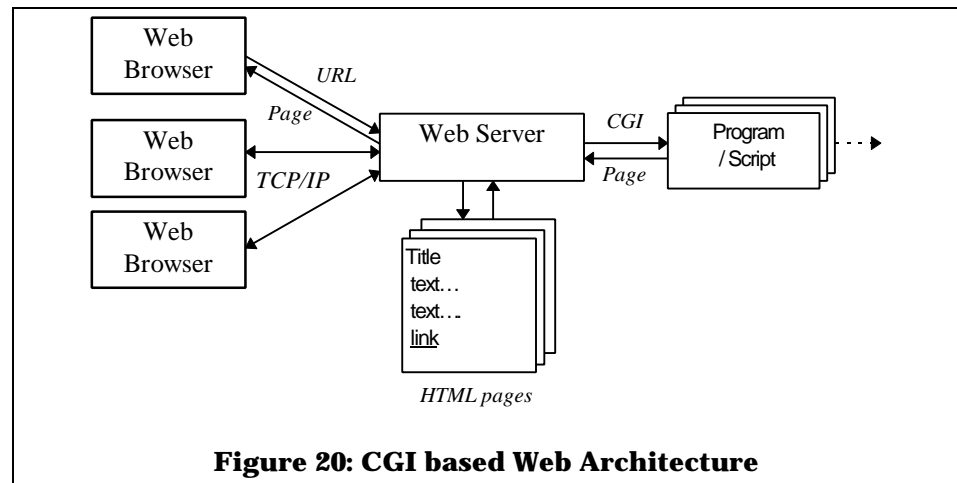 Web
Browser
URL
Page
Web
Browser
TCP/IP
Web
Browser
Web Server
CGI
Page
Program
/ Script
Title
text…
text….
link
HTML pages
Figure 20: CGI based Web Architecture